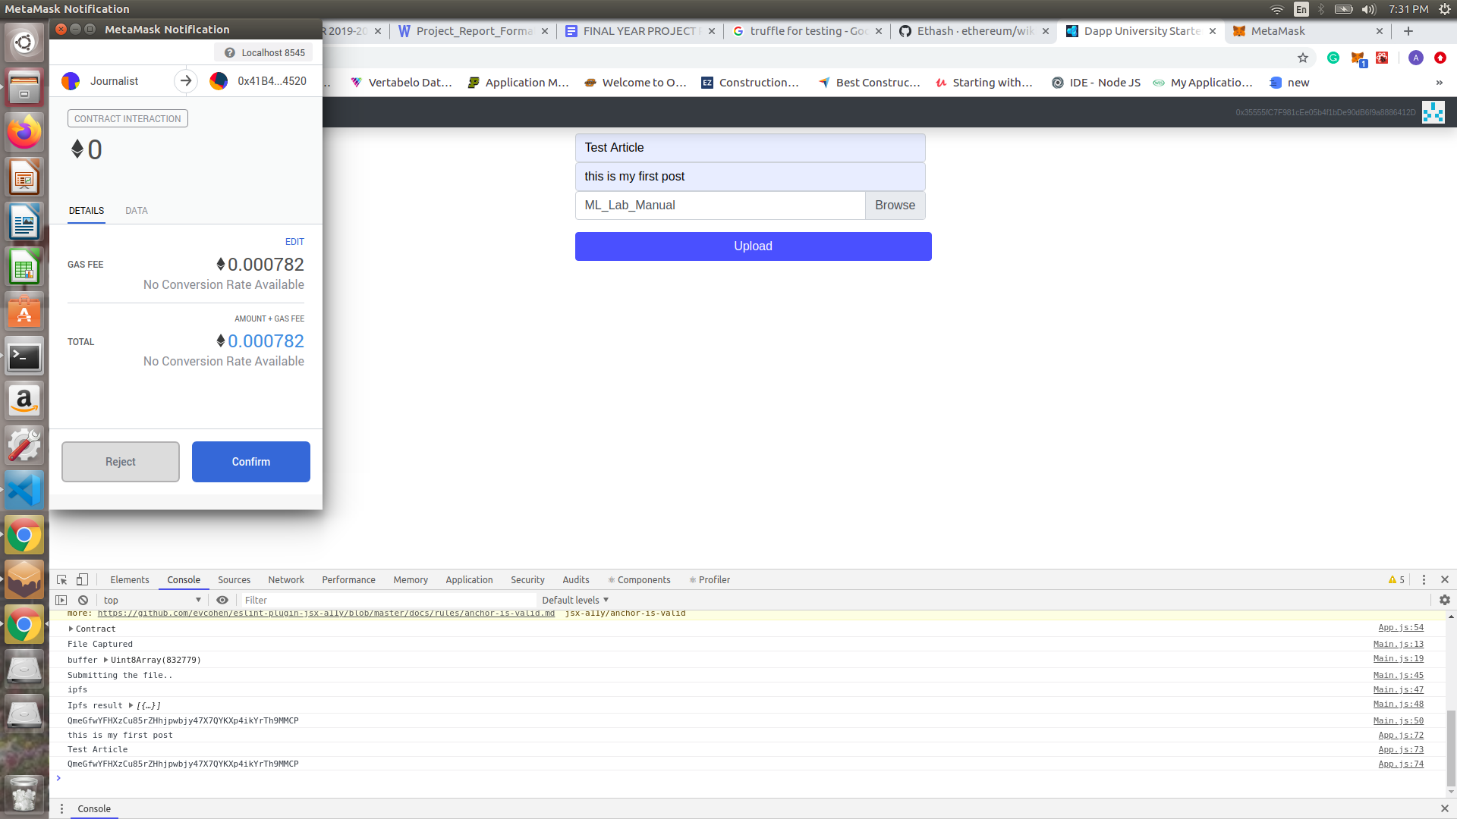 MetaMask Notification
En
7:31 PM
MetaMask Notification
R 2019-20
Project_Report_Forma
FINAL YEAR PROJECT
truffle for testing - Goo
Ethash · ethereum/wik
Dapp University Starte
MetaMask
Localhost 8545
1
A
Journalist
0x41B4...4520
...
Vertabelo Dat...
Application M...
Welcome to O...
EZ
Construction...
Best Construc...
Starting with...
IDE - Node JS
My Applicatio...
new
»
CONTRACT INTERACTION
0
Test Article
this is my first post
ML_Lab_Manual
Browse
Upload
DETAILS
DATA
EDIT
GAS FEE
0.000782
No Conversion Rate Available
AMOUNT + GAS FEE
TOTAL
0.000782
No Conversion Rate Available
Reject
Confirm
Elements
Console
Sources
Network
Performance
Memory
Application
Security
Audits
Components
Profiler
5
top
Filter
Default levels
more: https://github.com/evcohen/eslint-plugin-jsx-a11y/blob/master/docs/rules/anchor-is-valid.md jsx-a11y/anchor-is-valid
Contract App.js:54
File Captured Main.js:13
buffer Uint8Array(832779) Main.js:19
Submitting the file.. Main.js:45
ipfs Main.js:47
Ipfs result [{…}] Main.js:48
QmeGfwYFHXzCu85rZHhjpwbjy47X7QYKXp4ikYrTh9MMCP Main.js:50
this is my first post App.js:72
Test Article App.js:73
QmeGfwYFHXzCu85rZHhjpwbjy47X7QYKXp4ikYrTh9MMCP App.js:74
Console